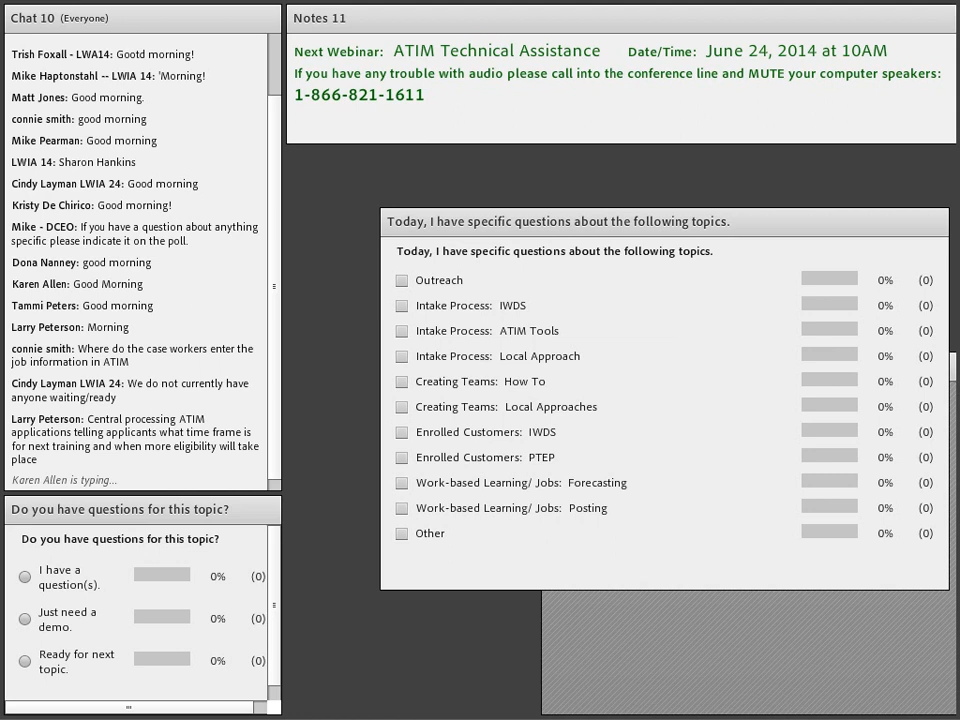 Chat 10 (Everyone)
Trish Foxall - LWA14: Gootd morning!
Mike Haptonstahl -- LWIA 14: 'Morning!
Matt Jones: Good morning.
connie smith: good morning
Mike Pearman: Good morning
LWIA 14: Sharon Hankins
Cindy Layman LWIA 24: Good morning
Kristy De Chirico: Good morning!
Mike - DCEO: If you have a question about anything
specific please indicate it on the poll.
Dona Nanney: good morning
Karen Allen: Good Morning
Tammi Peters: Good morning
Larry Peterson: Morning
connie smith: Where do the case workers enter the
job information in ATIM
Cindy Layman LWIA 24: We do not currently have
anyone waiting/ready
Larry Peterson: Central processing ATIM
applications telling applicants what time frame is
for next training and when more eligibility will take
place
Karen Allen is typing...
Do you have questions for this topic?
Do you have questions for this topic?
I have a
question(s). 0% (0)
Just need a
demo. 0% (0)
Ready for next
topic. 0% (0)
Notes 11
Next Webinar: ATIM Technical Assistance Date/Time: June 24, 2014 at 10AM
If you have any trouble with audio please call into the conference line and MUTE your computer speakers:
1-866-821-1611
Today, I have specific questions about the following topics.
Today, I have specific questions about the following topics.
Outreach 0% (0)
Intake Process: IWDS 0% (0)
Intake Process: ATIM Tools 0% (0)
Intake Process: Local Approach 0% (0)
Creating Teams: How To 0% (0)
Creating Teams: Local Approaches 0% (0)
Enrolled Customers: IWDS 0% (0)
Enrolled Customers: PTEP 0% (0)
Work-based Learning/ Jobs: Forecasting 0% (0)
Work-based Learning/ Jobs: Posting 0% (0)
Other 0% (0)